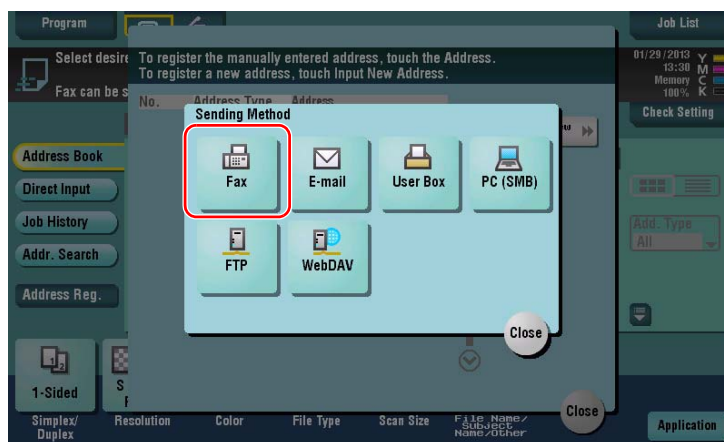 Program
Job List
Select desire
To register the manually entered address, touch the Address.
To register a new address, touch Input New Address.
Fax can be s
01/29/2013
13:30
Memory
100%
Y
M
C
K
No. Address Type Address
Sending Method
Check Setting
Address Book
Direct Input
Job History
Addr. Search
Address Reg.
Fax
E-mail
User Box
PC (SMB)
FTP
WebDAV
Add. Type
All
Close
1-Sided
Close
Simplex/
Duplex
Resolution
Color
File Type
Scan Size
File Name/
Subject
Name/Other
Application